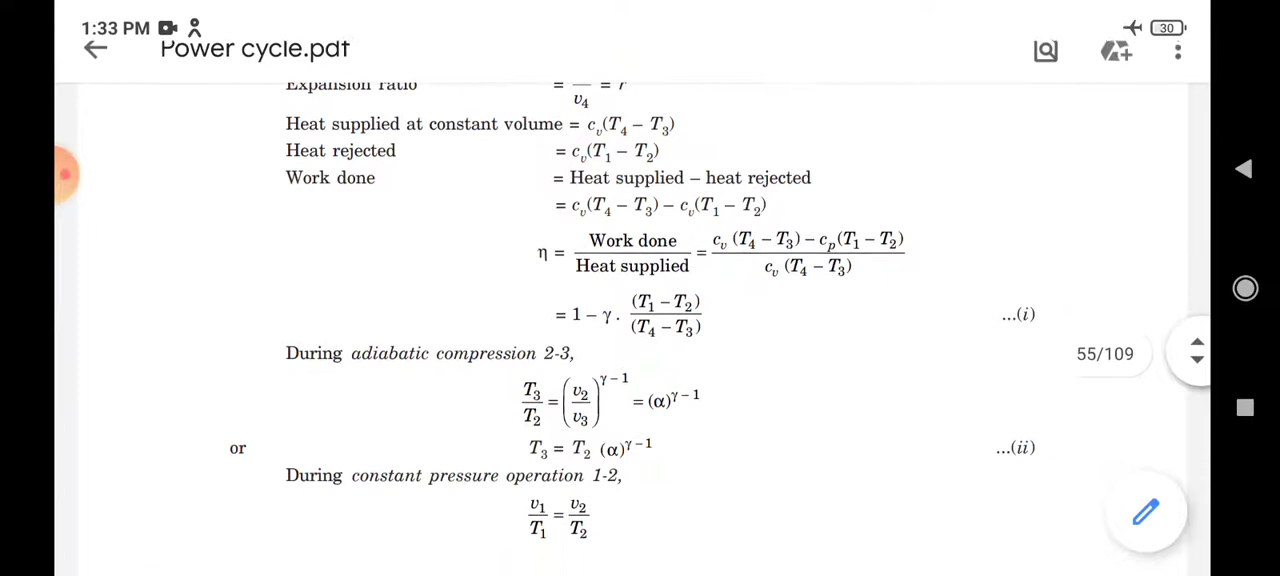 1:33 PM 30
Power cycle.pdf
Expansion ratio = — / v₄ = r
Heat supplied at constant volume = cᵥ(T₄ – T₃)
Heat rejected = cᵥ(T₁ – T₂)
Work done = Heat supplied – heat rejected
= cᵥ(T₄ – T₃) – cᵥ(T₁ – T₂)
η = Work done / Heat supplied = cᵥ (T₄ – T₃) – cₚ(T₁ – T₂) / cᵥ (T₄ – T₃)
= 1 – γ . (T₁ – T₂) / (T₄ – T₃) ...(i)
During adiabatic compression 2-3,
55/109
T₃ / T₂ = (v₂ / v₃)^γ – 1 = (α)^γ – 1
or T₃ = T₂ (α)^γ – 1 ...(ii)
During constant pressure operation 1-2,
v₁ / T₁ = v₂ / T₂